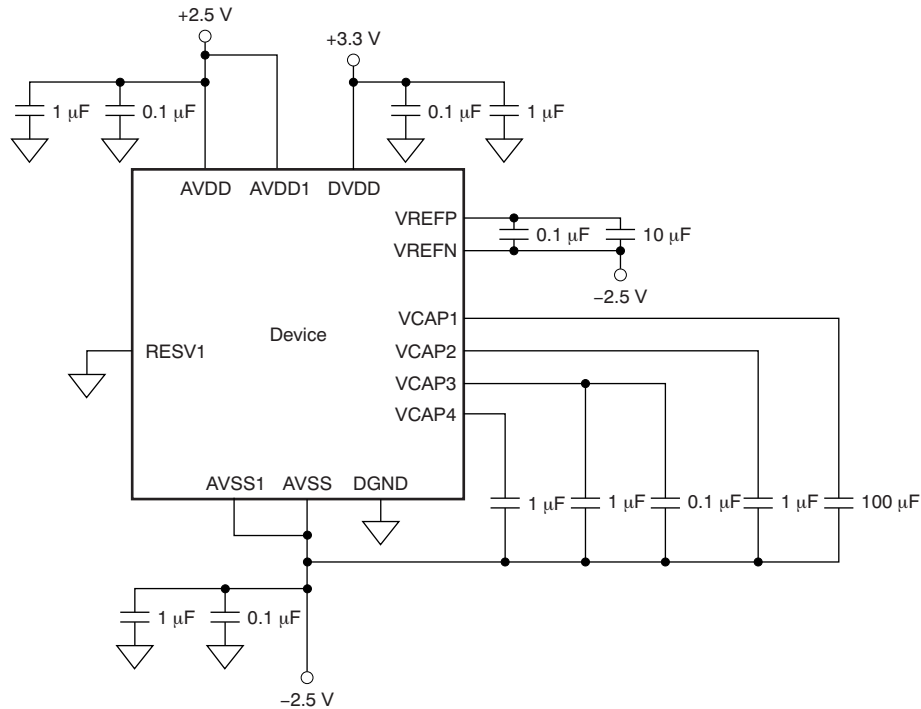 +2.5 V
+3.3 V
1 μF
0.1 μF
0.1 μF
1 μF
AVDD
AVDD1
DVDD
VREFP
0.1 μF
10 μF
VREFN
−2.5 V
VCAP1
Device
RESV1
VCAP2
VCAP3
VCAP4
AVSS1
AVSS
DGND
1 μF
1 μF
0.1 μF
1 μF
100 μF
1 μF
0.1 μF
−2.5 V